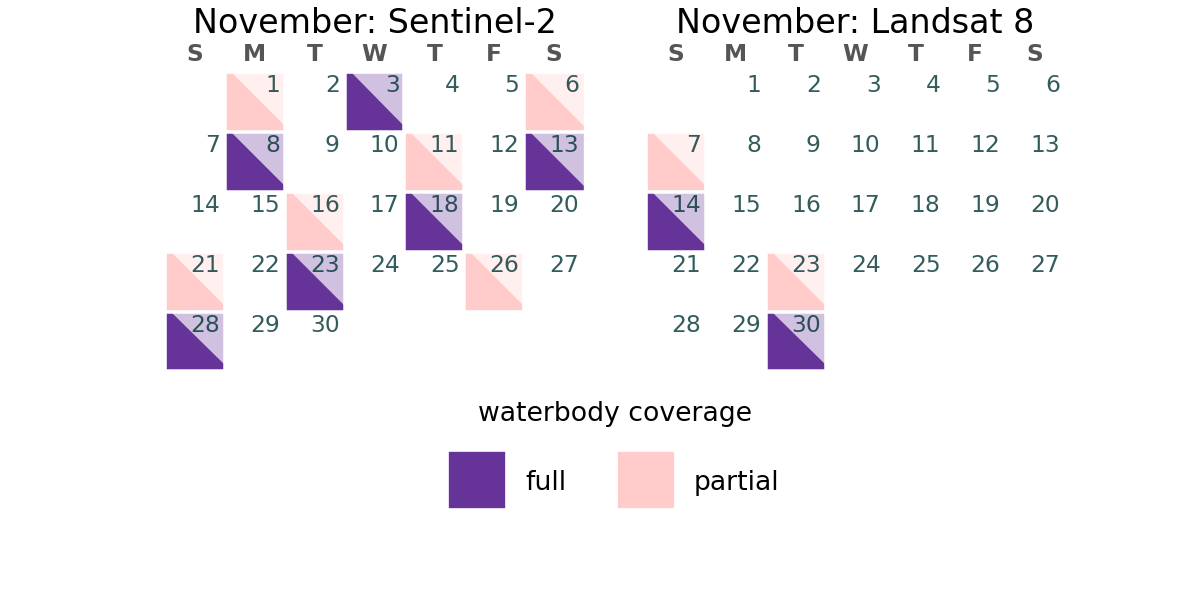 November: Sentinel-2
S M T W T F S
1 2 3 4 5 6
7 8 9 10 11 12 13
14 15 16 17 18 19 20
21 22 23 24 25 26 27
28 29 30
November: Landsat 8
S M T W T F S
1 2 3 4 5 6
7 8 9 10 11 12 13
14 15 16 17 18 19 20
21 22 23 24 25 26 27
28 29 30
waterbody coverage
full partial